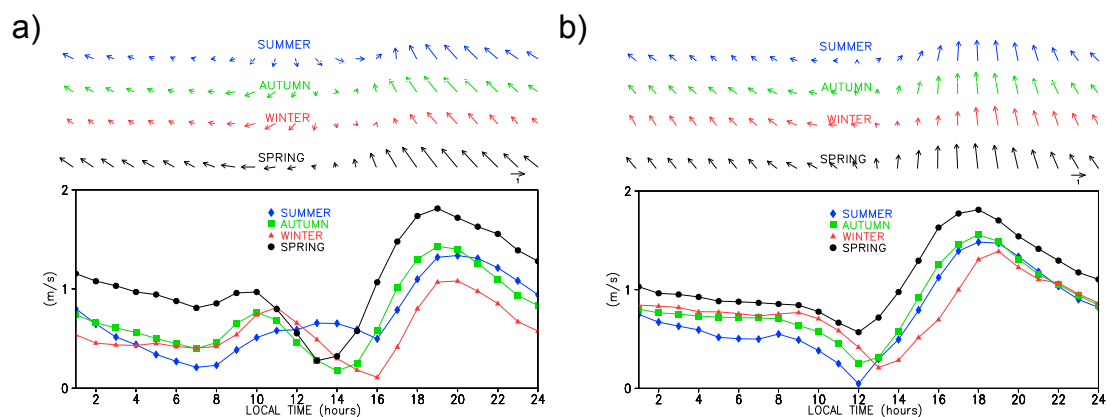 a)
SUMMER
AUTUMN
WINTER
SPRING
1
2
1
0
(m/s)
SUMMER
AUTUMN
WINTER
SPRING
2 4 6 8 10 12 14 16 18 20 22 24
LOCAL TIME (hours)
b)
SUMMER
AUTUMN
WINTER
SPRING
1
2
1
0
(m/s)
SUMMER
AUTUMN
WINTER
SPRING
2 4 6 8 10 12 14 16 18 20 22 24
LOCAL TIME (hours)